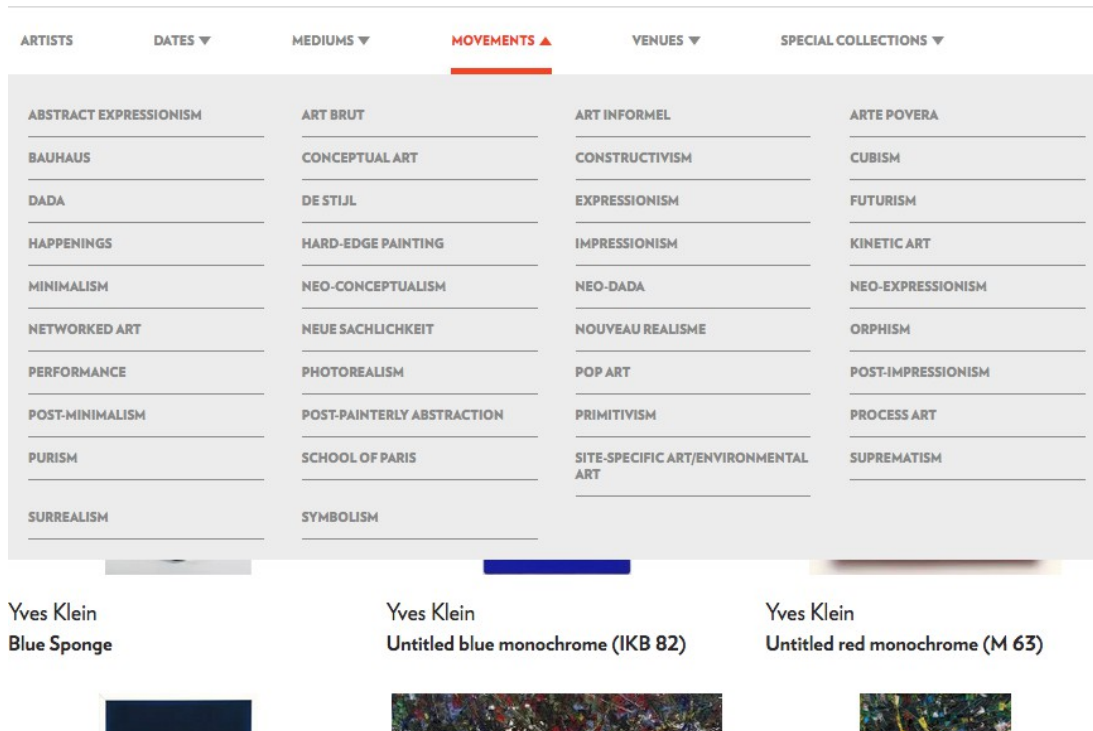 ARTISTS DATES ▼ MEDIUMS ▼ MOVEMENTS ▲ VENUES ▼ SPECIAL COLLECTIONS ▼
ABSTRACT EXPRESSIONISM ART BRUT ART INFORMEL ARTE POVERA
BAUHAUS CONCEPTUAL ART CONSTRUCTIVISM CUBISM
DADA DE STIJL EXPRESSIONISM FUTURISM
HAPPENINGS HARD-EDGE PAINTING IMPRESSIONISM KINETIC ART
MINIMALISM NEO-CONCEPTUALISM NEO-DADA NEO-EXPRESSIONISM
NETWORKED ART NEUE SACHLICHKEIT NOUVEAU REALISME ORPHISM
PERFORMANCE PHOTOREALISM POP ART POST-IMPRESSIONISM
POST-MINIMALISM POST-PAINTERLY ABSTRACTION PRIMITIVISM PROCESS ART
PURISM SCHOOL OF PARIS SITE-SPECIFIC ART/ENVIRONMENTAL SUPREMATISM
ART
SURREALISM SYMBOLISM
Yves Klein Yves Klein Yves Klein
Blue Sponge Untitled blue monochrome (IKB 82) Untitled red monochrome (M 63)